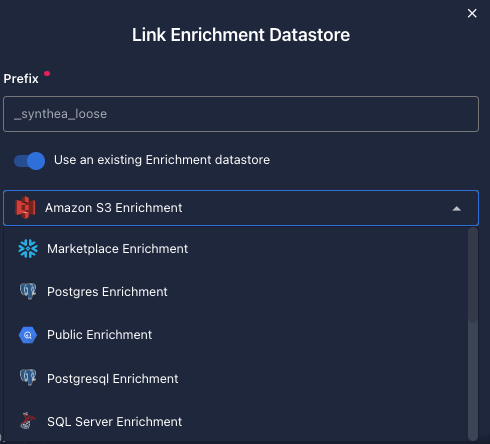 Link Enrichment Datastore
Prefix
_synthea_loose
Use an existing Enrichment datastore
Amazon S3 Enrichment
Marketplace Enrichment
Postgres Enrichment
Public Enrichment
Postgresql Enrichment
SQL Server Enrichment